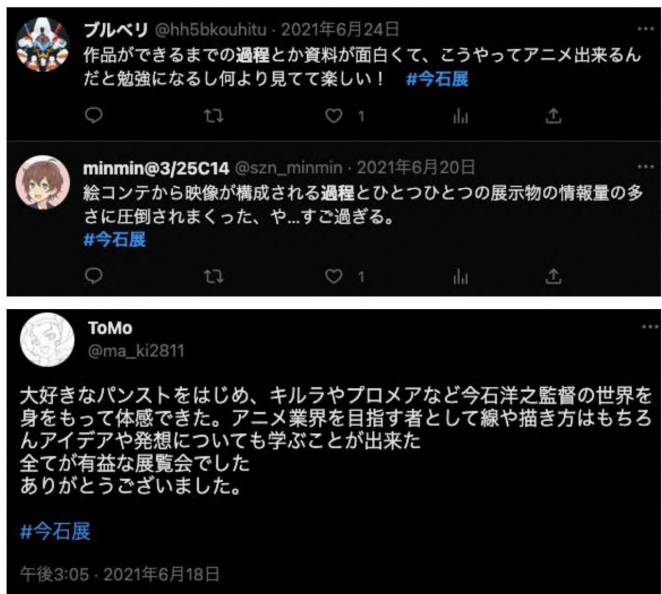 ブルベリ @hh5bkouhitu · 2021年6月24日
作品ができるまでの過程とか資料が面白くて、こうやってアニメ出来るん
だと勉強になるし何より見てて楽しい！ #今石展
1
minmin@3/25C14 @szn_minmin · 2021年6月20日
絵コンテから映像が構成される過程とひとつひとつの展示物の情報量の多
さに圧倒されまくった、や...すご過ぎる。
#今石展
1
ToMo
@ma_ki2811
大好きなパンストをはじめ、キルラやプロメアなど今石洋之監督の世界を
身をもって体感できた。アニメ業界を目指す者として線や描き方はもちろ
んアイデアや発想についても学ぶことが出来た
全てが有益な展覧会でした
ありがとうございました。
#今石展
午後3:05 · 2021年6月18日